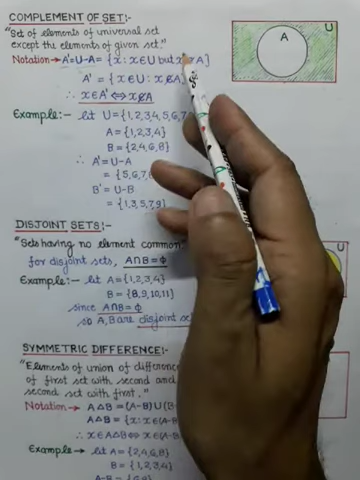 COMPLEMENT OF SET:-
U
A
"Set of elements of universal set
except the elements of given set."
Notation→ A'=U-A= {x: x∈U but x∉A}
A' = {x∈U: x∉A}
∴ x∈A' ⟺ x∉A
Example:- let U={1,2,3,4,5,6,7
A={1,2,3,4}
B={2,4,6,8}
∴ A'=U-A
= {5,6,7,8
B'= U-B
= {1,3,5,7,9}
DISJOINT SETS:-
"Sets having no element common"
U
for disjoint sets, A∩B=Φ
Example:- let A={1,2,3,4}
B = {8,9,10,11}
since A∩B=Φ
so A,B are disjoint
SYMMETRIC DIFFERENCE:-
"Elements of union of difference
of first set with second and
second set with first."
Notation→ A△B=(A-B)∪(B-
A△B= {x: x∈(A-B)
∴ x∈A△B⟺ x∈(A-B)
Example→ let A={2,4,6,8}
B = {1,2,3,4}
A-B = {6,8}